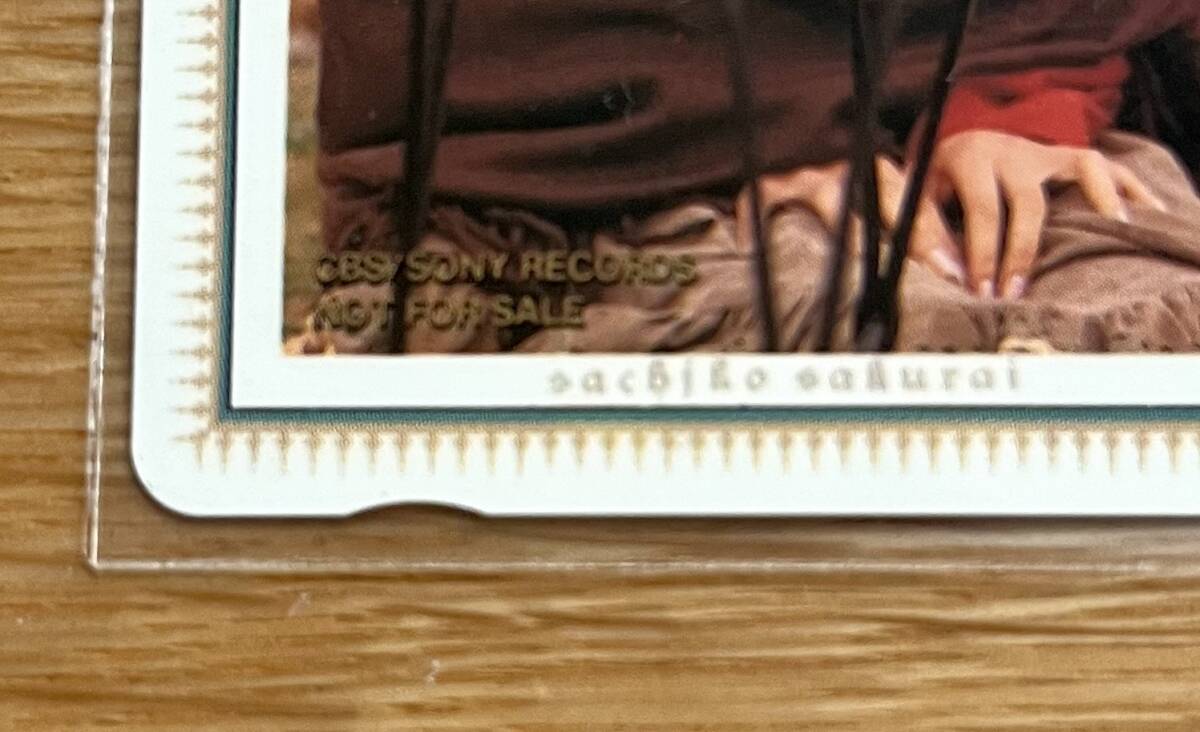 CBS/SONY RECORDS
NOT FOR SALE
sachiko sakurai